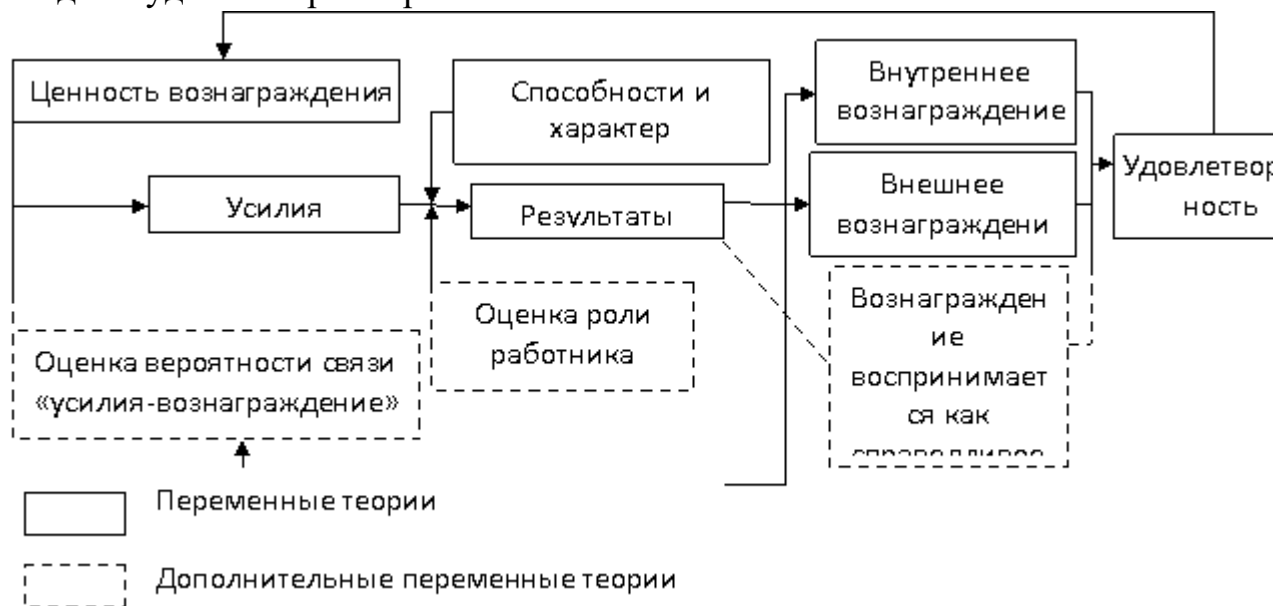 Ценность вознаграждения
Способности и
характер
Внутреннее
вознаграждение
Усилия
Результаты
Внешнее
вознаграждени
Удовлетвор
ность
Оценка роли
работника
Вознагражден
ие
воспринимает
ся как
Оценка вероятности связи
«усилия-вознаграждение»
Переменные теории
Дополнительные переменные теории